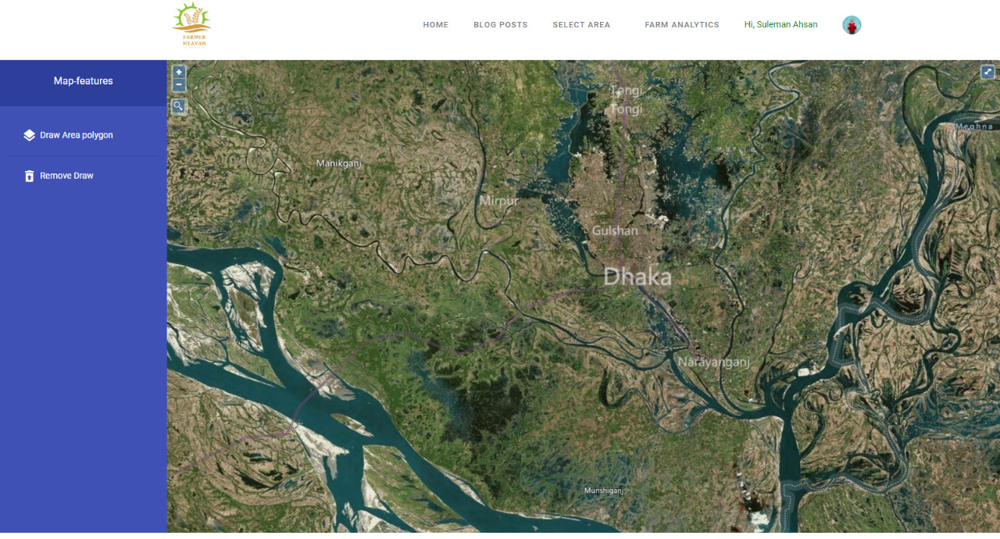 FARMER
HEAVAN
HOME
BLOG POSTS
SELECT AREA
FARM ANALYTICS
Hi, Suleman Ahsan
Map-features
Draw Area polygon
Remove Draw
+
−
Tongi
Tongi
Meghna
Manikganj
Mirpur
Gulshan
Dhaka
Narayanganj
Munshiganj